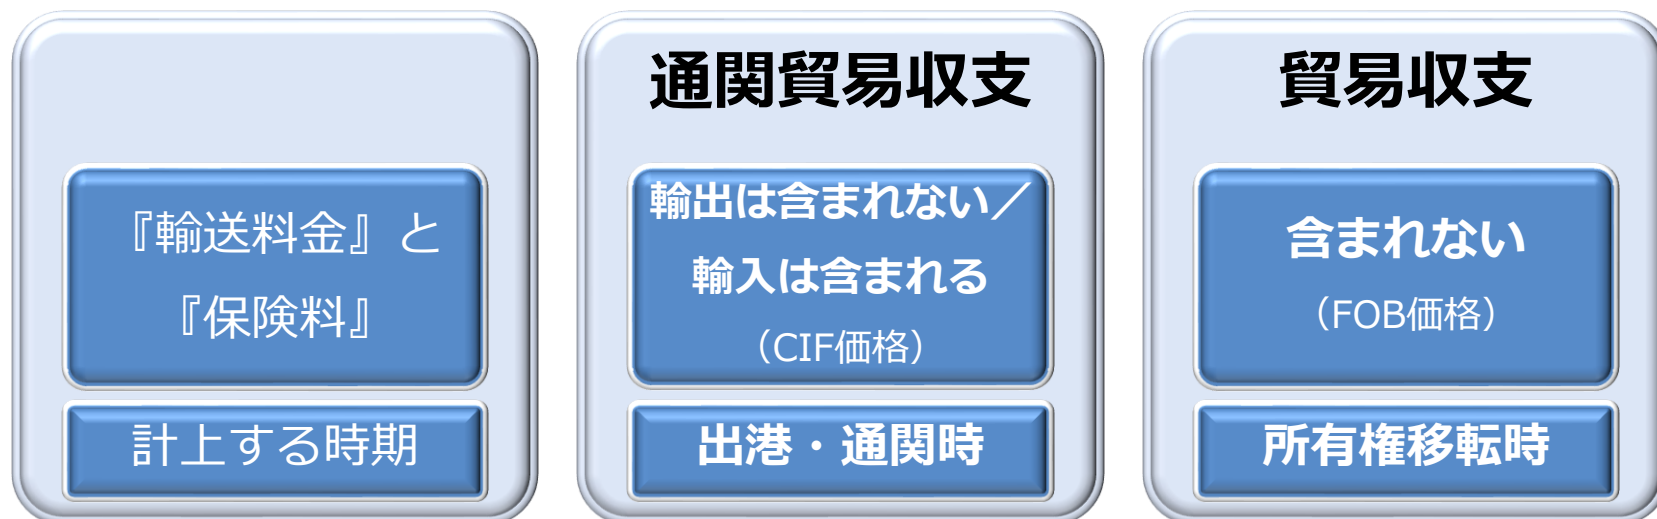 通関貿易収支
貿易収支
『輸送料金』と
『保険料』
輸出は含まれない／
輸入は含まれる
（CIF価格）
含まれない
（FOB価格）
計上する時期
出港・通関時
所有権移転時